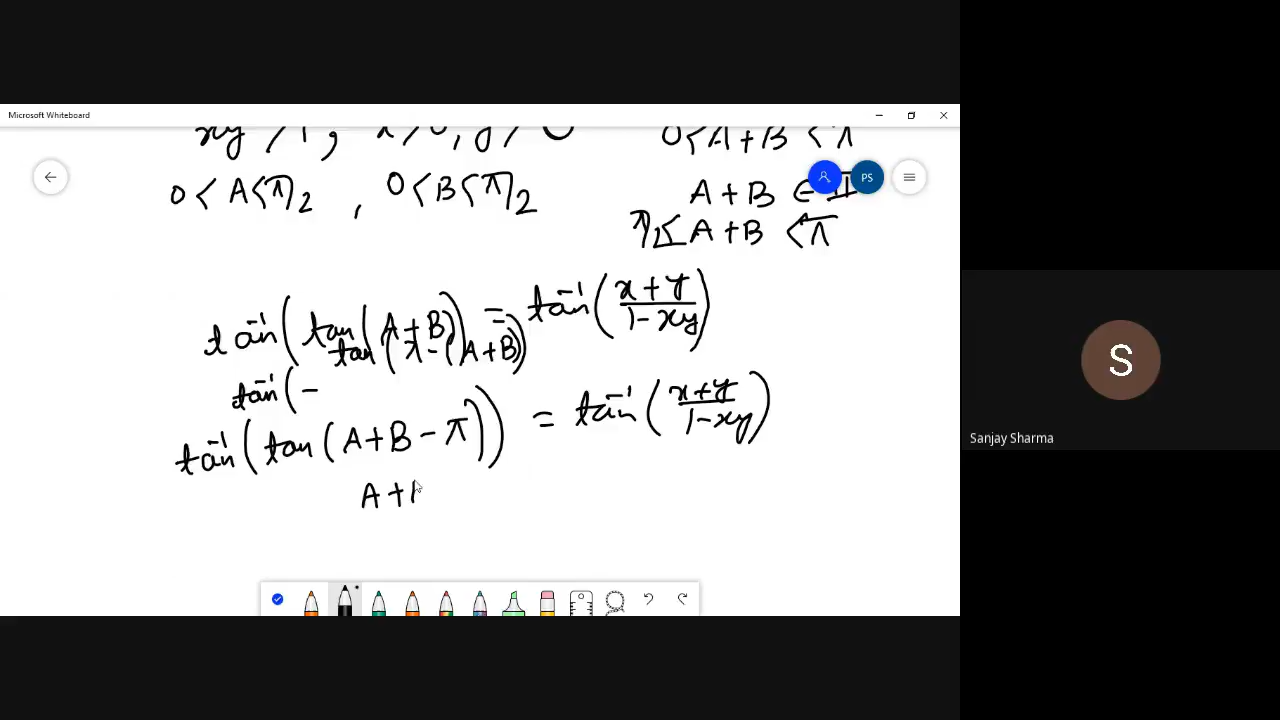 Microsoft Whiteboard
xy > 1 , x > 0 , y > 0
0 < A + B < π
0 < A < π/2 , 0 < B < π/2
A + B ∈ II
π/2 < A + B < π
PS
tan⁻¹ ( tan ( A + B ) ) = tan⁻¹ ( x + y / 1 - xy )
tan ( π - ( A + B ) )
tan⁻¹ ( -
tan⁻¹ ( tan ( A + B - π ) ) = tan⁻¹ ( x + y / 1 - xy )
A +
S
Sanjay Sharma